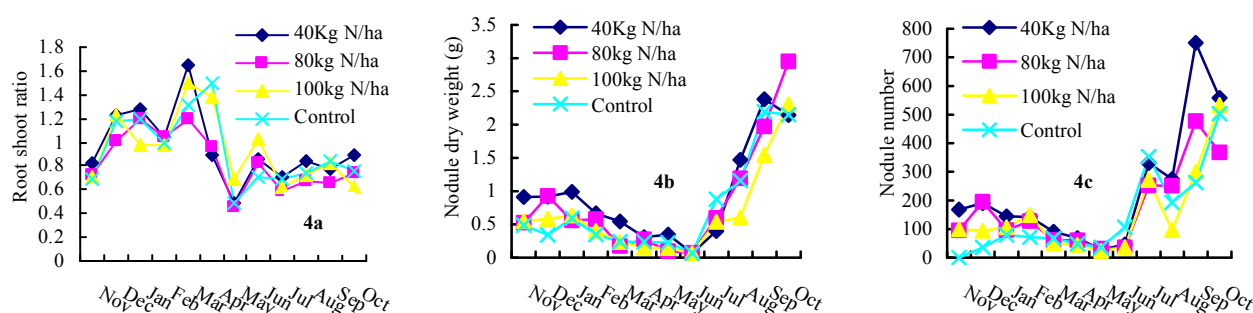 Root shoot ratio
1.8
1.6
1.4
1.2
1
0.8
0.6
0.4
0.2
0
40Kg N/ha
80kg N/ha
100kg N/ha
Control
4a
Nov
Dec
Jan
Feb
Mar
Apr
May
Jun
Jul
Aug
Sep
Oct
Nodule dry weight (g)
3.5
3
2.5
2
1.5
1
0.5
0
40Kg N/ha
80kg N/ha
100kg N/ha
Control
4b
Nov
Dec
Jan
Feb
Mar
Apr
May
Jun
Jul
Aug
Sep
Oct
Nodule number
800
700
600
500
400
300
200
100
0
40Kg N/ha
80kg N/ha
100kg N/ha
Control
4c
Nov
Dec
Jan
Feb
Mar
Apr
May
Jun
Jul
Aug
Sep
Oct